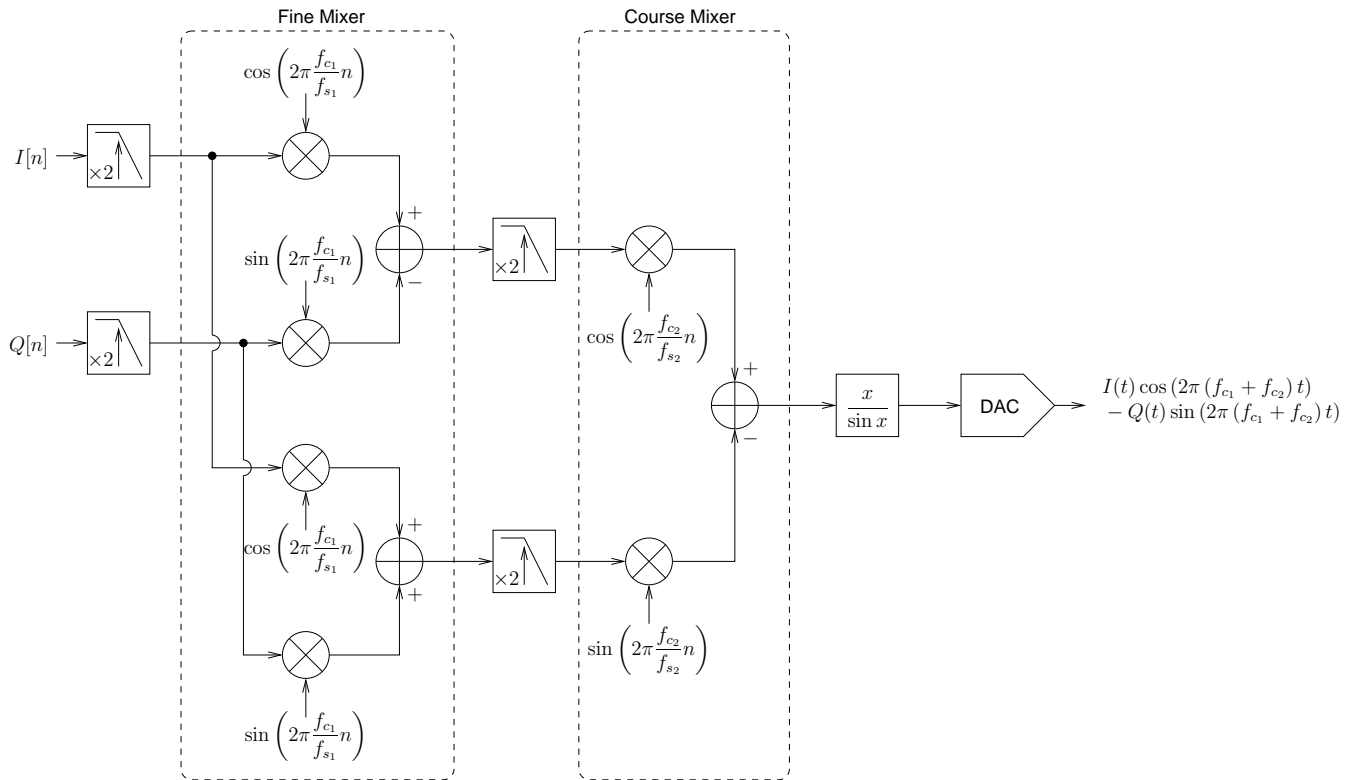 Fine Mixer
Course Mixer
cos (2π f_{c_1}/f_{s_1} n)
I[n]
×2
+
sin (2π f_{c_1}/f_{s_1} n)
×2
−
cos (2π f_{c_2}/f_{s_2} n)
Q[n]
×2
+
x/sin x
DAC
I(t) cos (2π (f_{c_1} + f_{c_2}) t)
− Q(t) sin (2π (f_{c_1} + f_{c_2}) t)
−
+
cos (2π f_{c_1}/f_{s_1} n)
×2
+
sin (2π f_{c_2}/f_{s_2} n)
sin (2π f_{c_1}/f_{s_1} n)